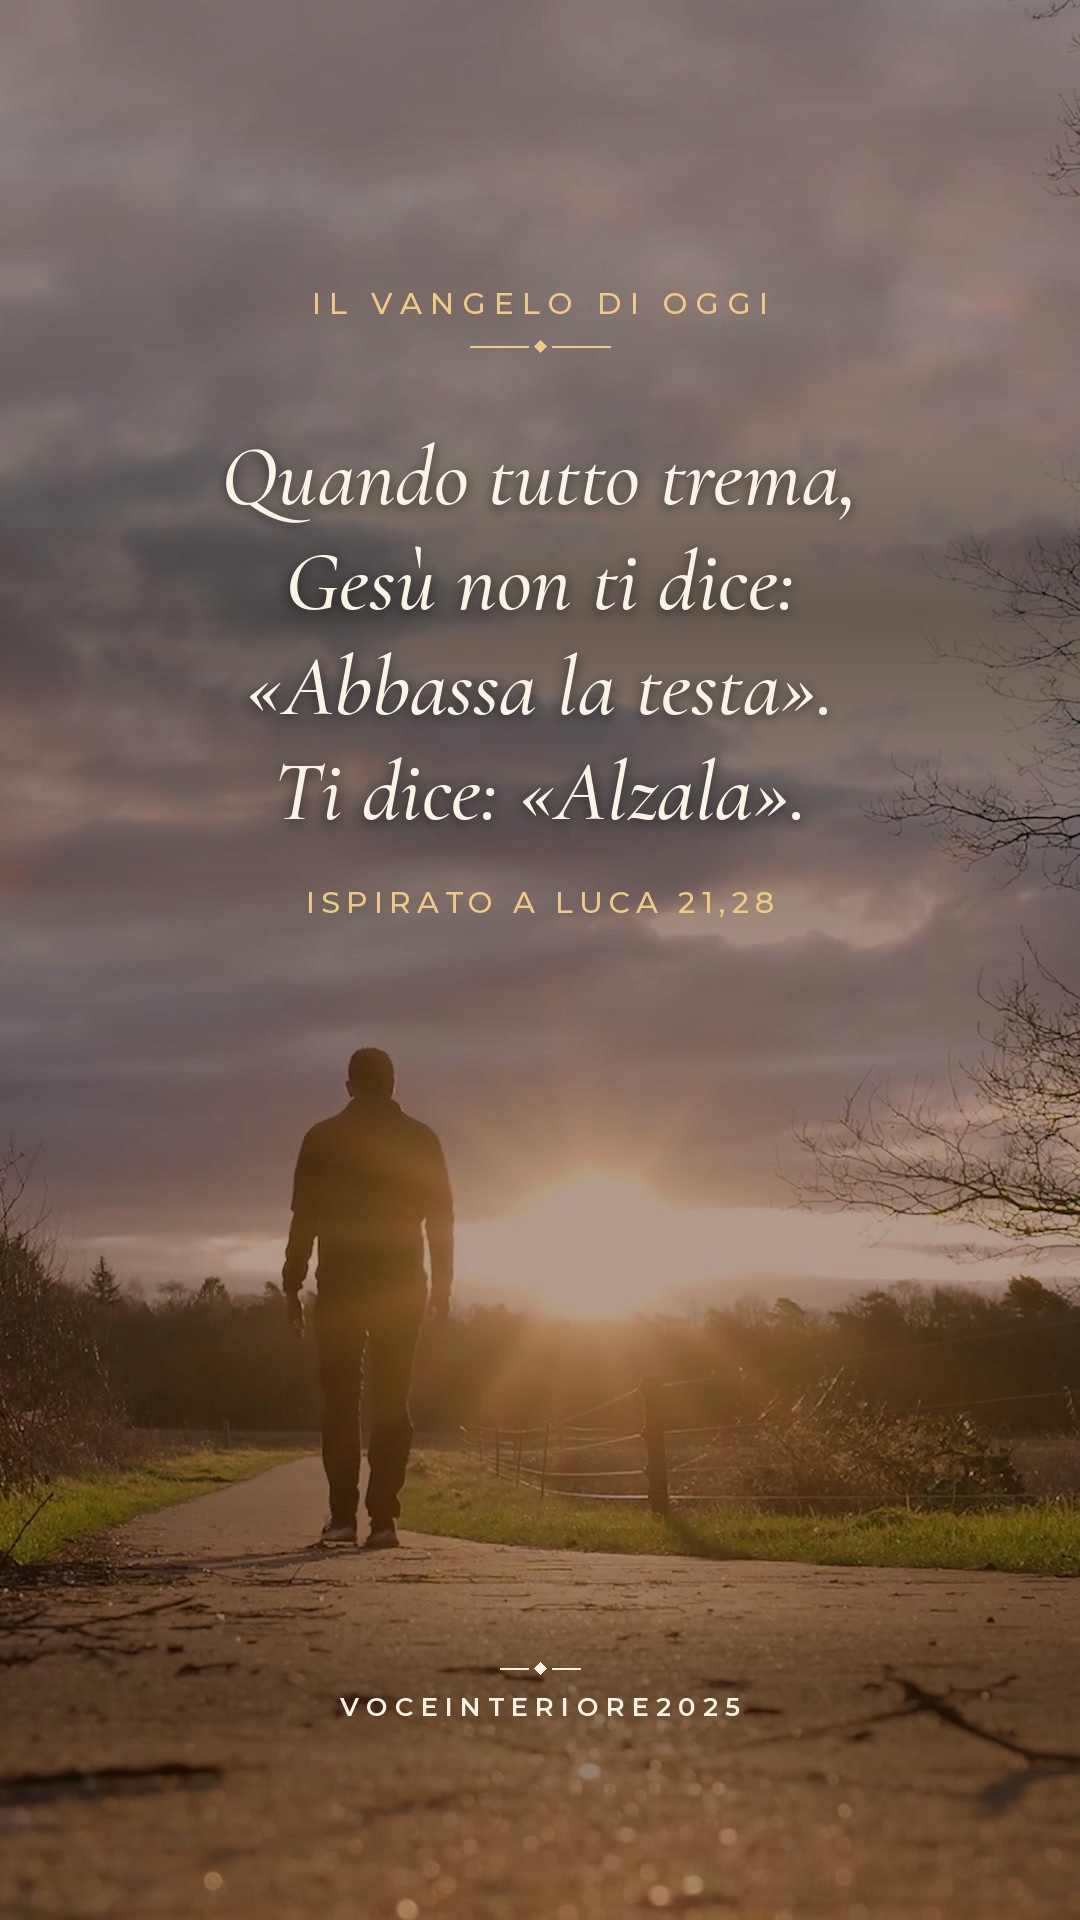 IL VANGELO DI OGGI
Quando tutto trema,
Gesù non ti dice:
«Abbassa la testa».
Ti dice: «Alzala».
ISPIRATO A LUCA 21,28
VOCEINTERIORE2025